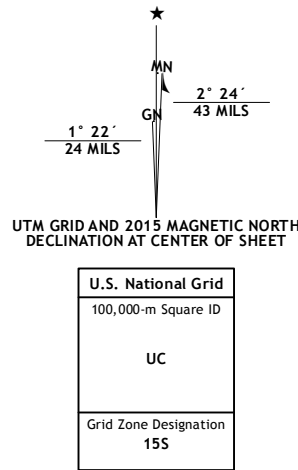 ★
MN
GN
2° 24´
43 MILS
1° 22´
24 MILS
UTM GRID AND 2015 MAGNETIC NORTH
DECLINATION AT CENTER OF SHEET
U.S. National Grid
100,000-m Square ID
UC
Grid Zone Designation
15S